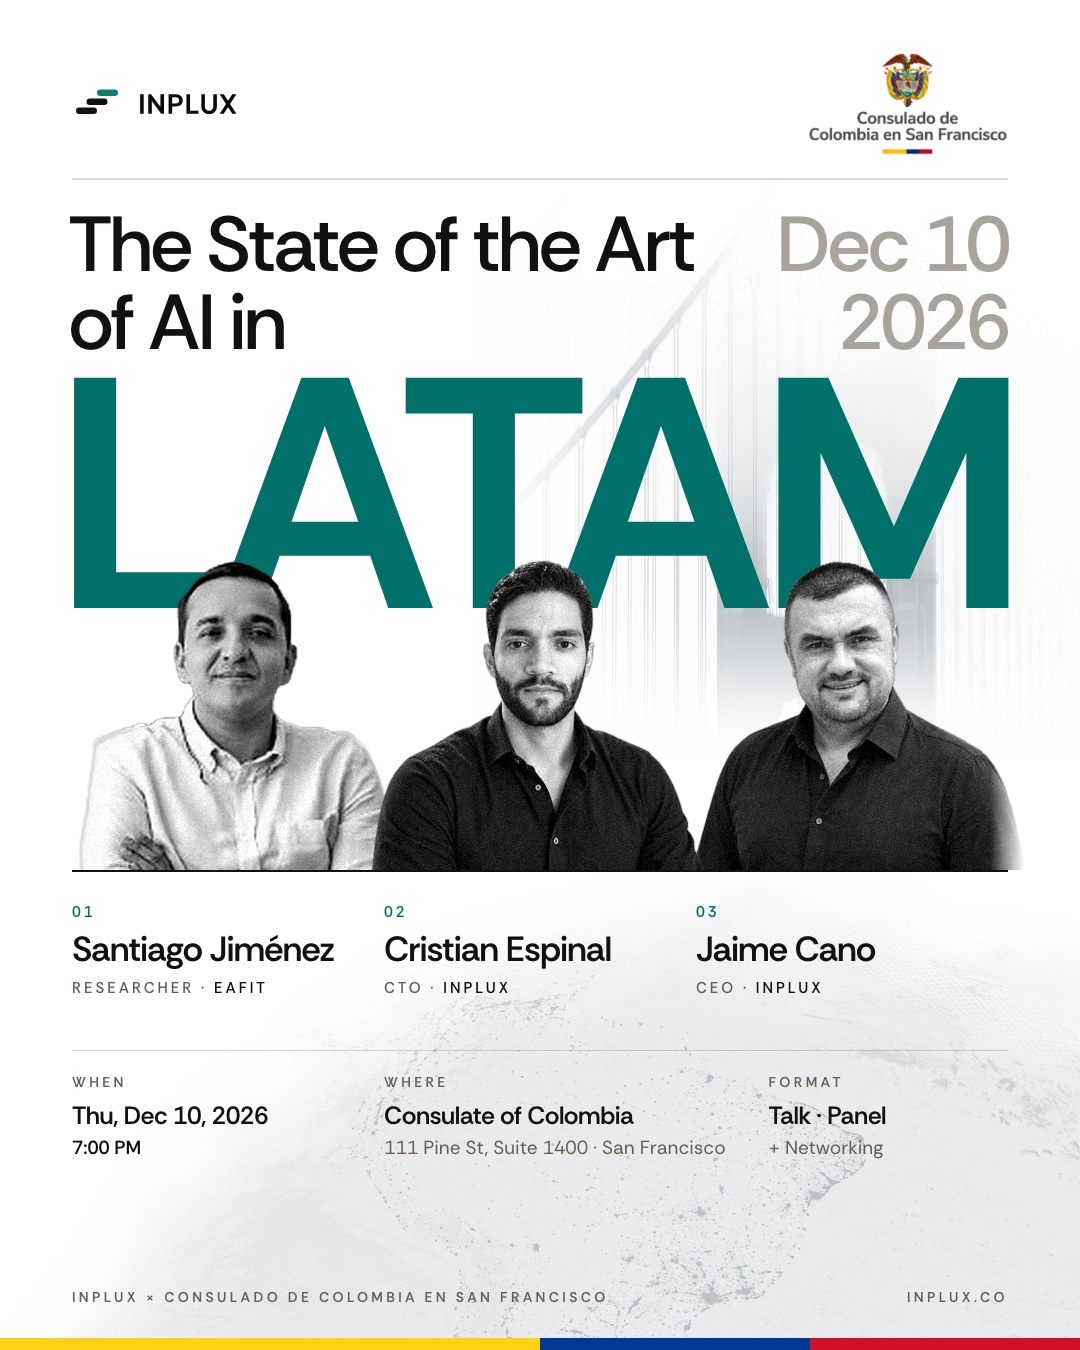 INPLUX
Consulado de
Colombia en San Francisco
The State of the Art
of AI in
Dec 10
2026
LATAM
01
Santiago Jiménez
RESEARCHER · EAFIT
02
Cristian Espinal
CTO · INPLUX
03
Jaime Cano
CEO · INPLUX
WHEN
Thu, Dec 10, 2026
7:00 PM
WHERE
Consulate of Colombia
111 Pine St, Suite 1400 · San Francisco
FORMAT
Talk · Panel
+ Networking
INPLUX × CONSULADO DE COLOMBIA EN SAN FRANCISCO
INPLUX.CO